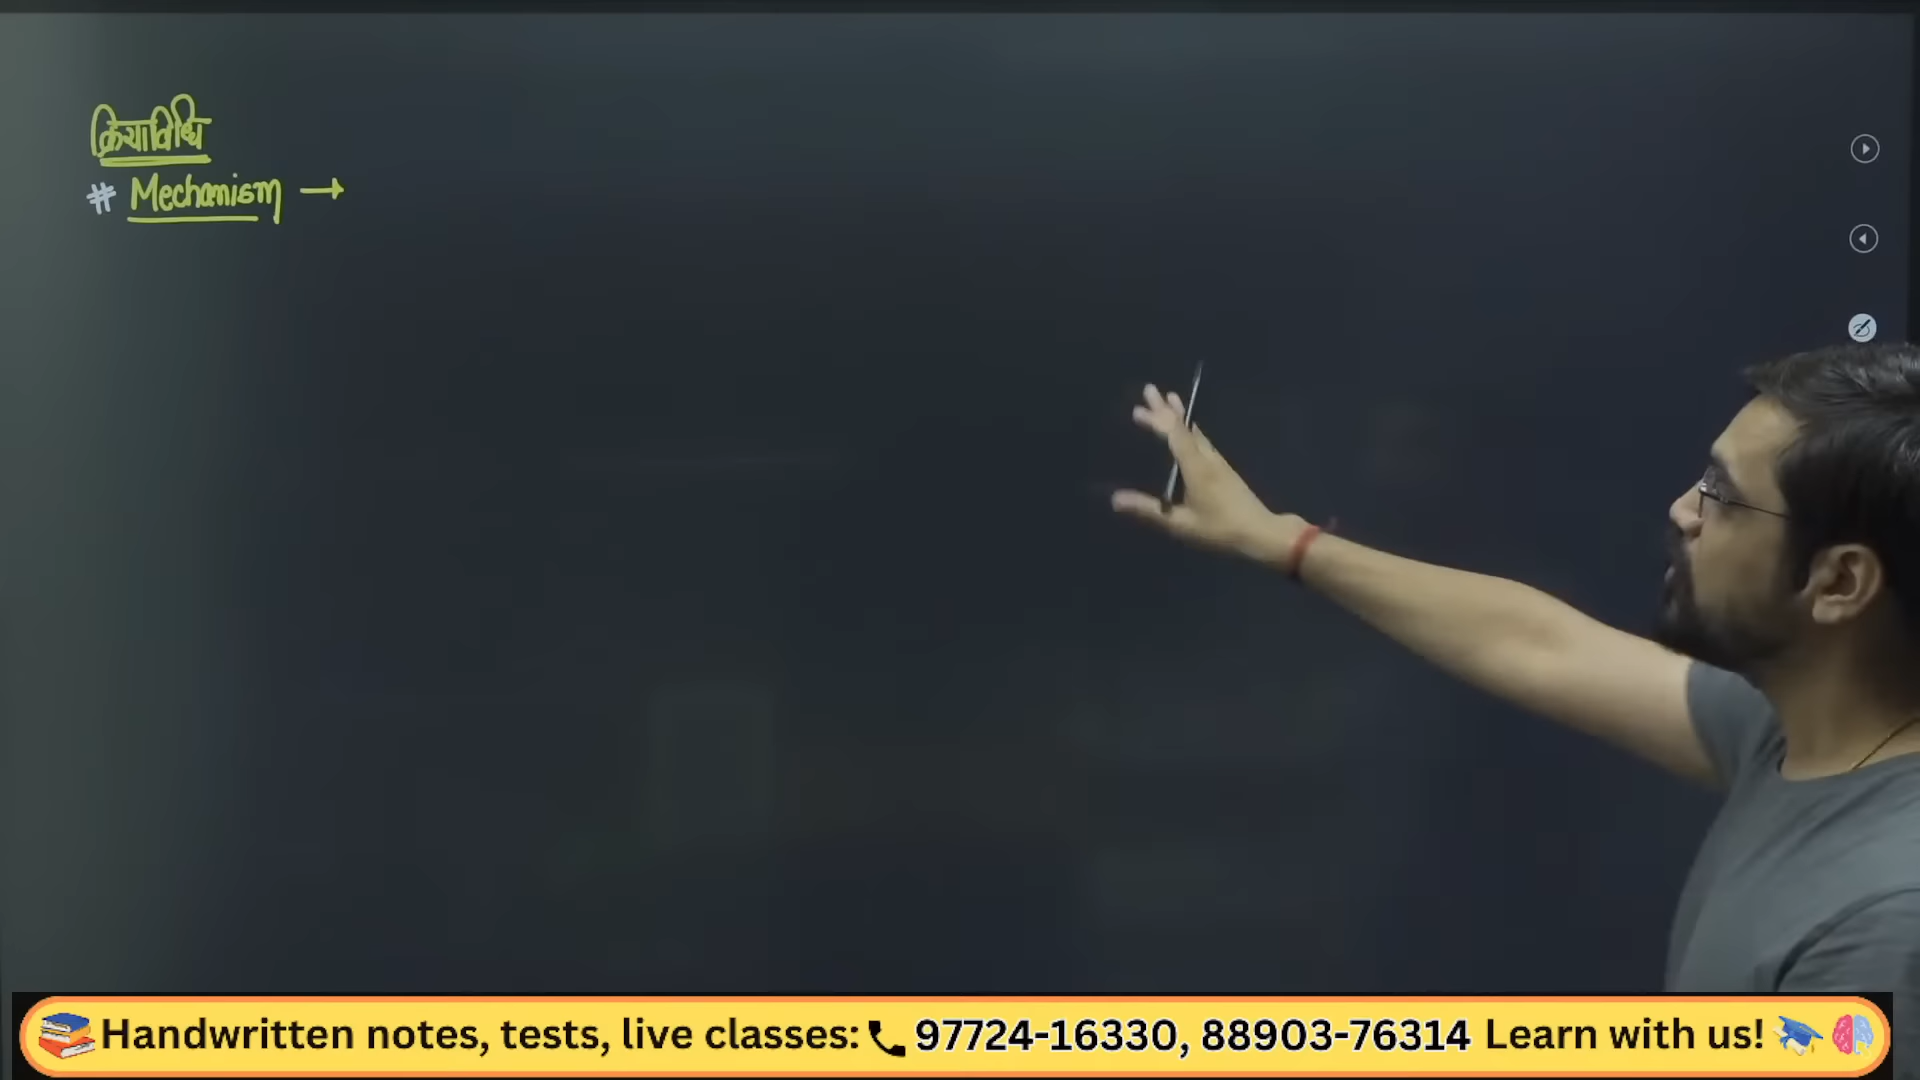 क्रियाविधि
# Mechanism →
Handwritten notes, tests, live classes: 97724-16330, 88903-76314 Learn with us!